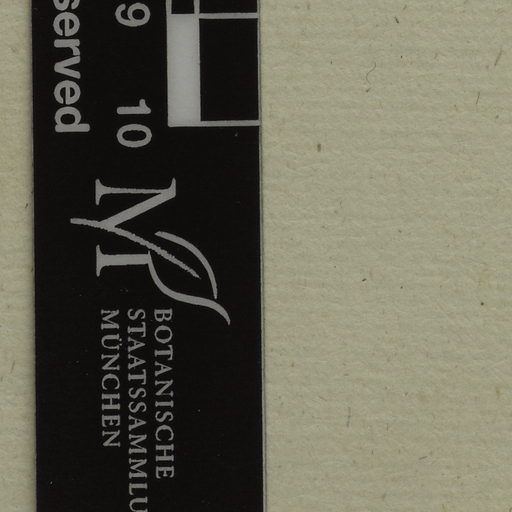 served
9 10
M
BOTANISCHE
STAATSSAMMLU
MÜNCHEN